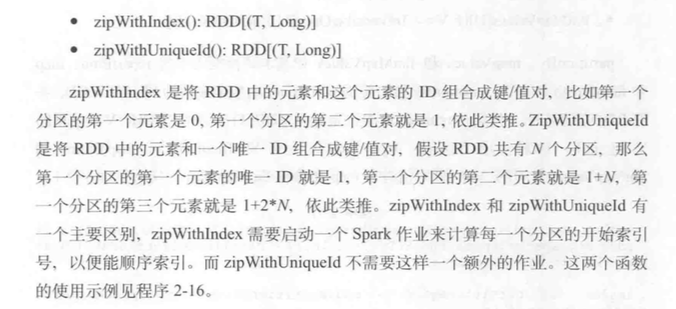 • zipWithIndex(): RDD[(T, Long)]
• zipWithUniqueId(): RDD[(T, Long)]
zipWithIndex 是将 RDD 中的元素和这个元素的 ID 组合成键/值对，比如第一个
分区的第一个元素是 0, 第一个分区的第二个元素就是 1, 依此类推。ZipWithUniqueId
是将 RDD 中的元素和一个唯一 ID 组合成键/值对，假设 RDD 共有 N 个分区，那么
第一个分区的第一个元素的唯一 ID 就是 1，第一个分区的第二个元素就是 1+N，第
一个分区的第三个元素就是 1+2*N，依此类推。zipWithIndex 和 zipWithUniqueId 有
一个主要区别，zipWithIndex 需要启动一个 Spark 作业来计算每一个分区的开始索引
号，以便能顺序索引。而 zipWithUniqueId 不需要这样一个额外的作业。这两个函数
的使用示例见程序 2-16。